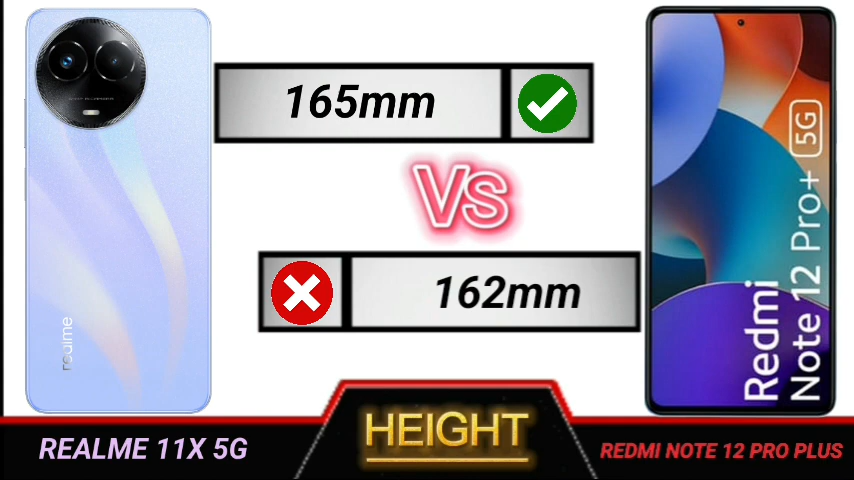 165mm
VS
162mm
realme
Redmi
Note 12 Pro+ 5G
HEIGHT
REALME 11X 5G
REDMI NOTE 12 PRO PLUS